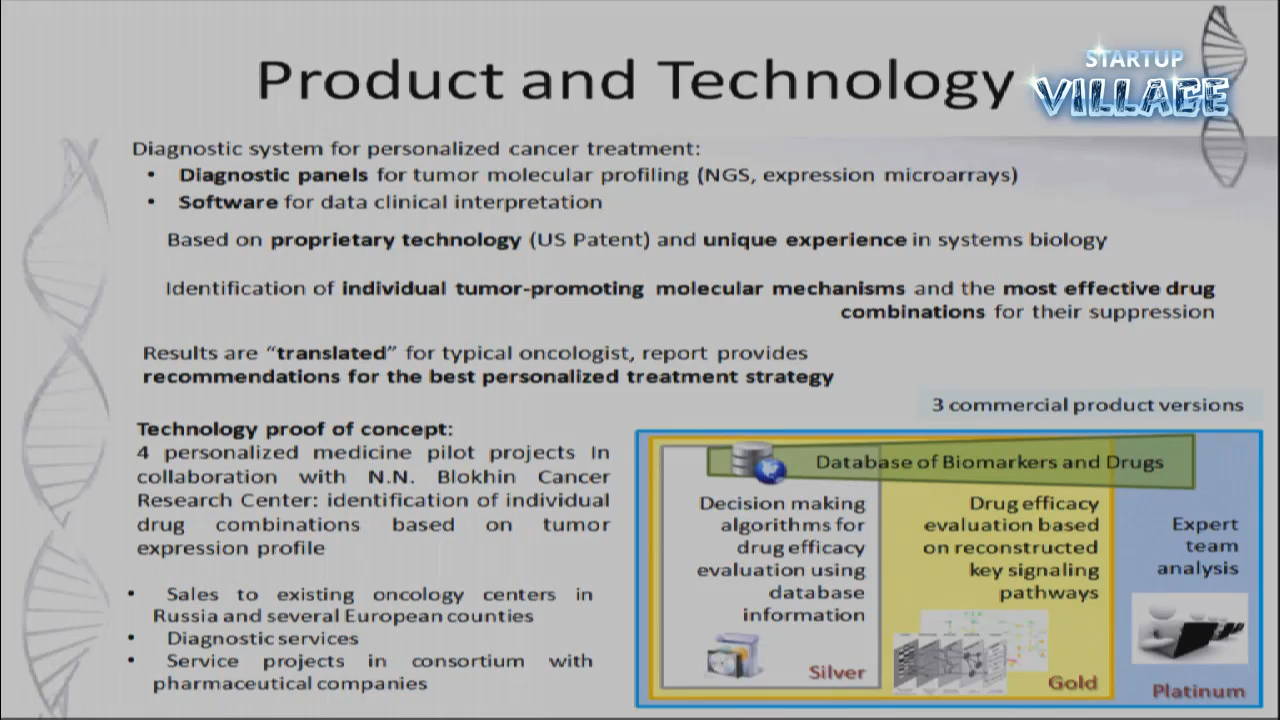 Product and Technology
STARTUP
VILLAGE
Diagnostic system for personalized cancer treatment:
• Diagnostic panels for tumor molecular profiling (NGS, expression microarrays)
• Software for data clinical interpretation
Based on proprietary technology (US Patent) and unique experience in systems biology
Identification of individual tumor-promoting molecular mechanisms and the most effective drug
combinations for their suppression
Results are “translated” for typical oncologist, report provides
recommendations for the best personalized treatment strategy
Technology proof of concept:
4 personalized medicine pilot projects In
collaboration with N.N. Blokhin Cancer
Research Center: identification of individual
drug combinations based on tumor
expression profile
• Sales to existing oncology centers in
Russia and several European counties
• Diagnostic services
• Service projects in consortium with
pharmaceutical companies
3 commercial product versions
Database of Biomarkers and Drugs
Decision making
algorithms for
drug efficacy
evaluation using
database
information
Silver
Drug efficacy
evaluation based
on reconstructed
key signaling
pathways
Gold
Expert
team
analysis
Platinum